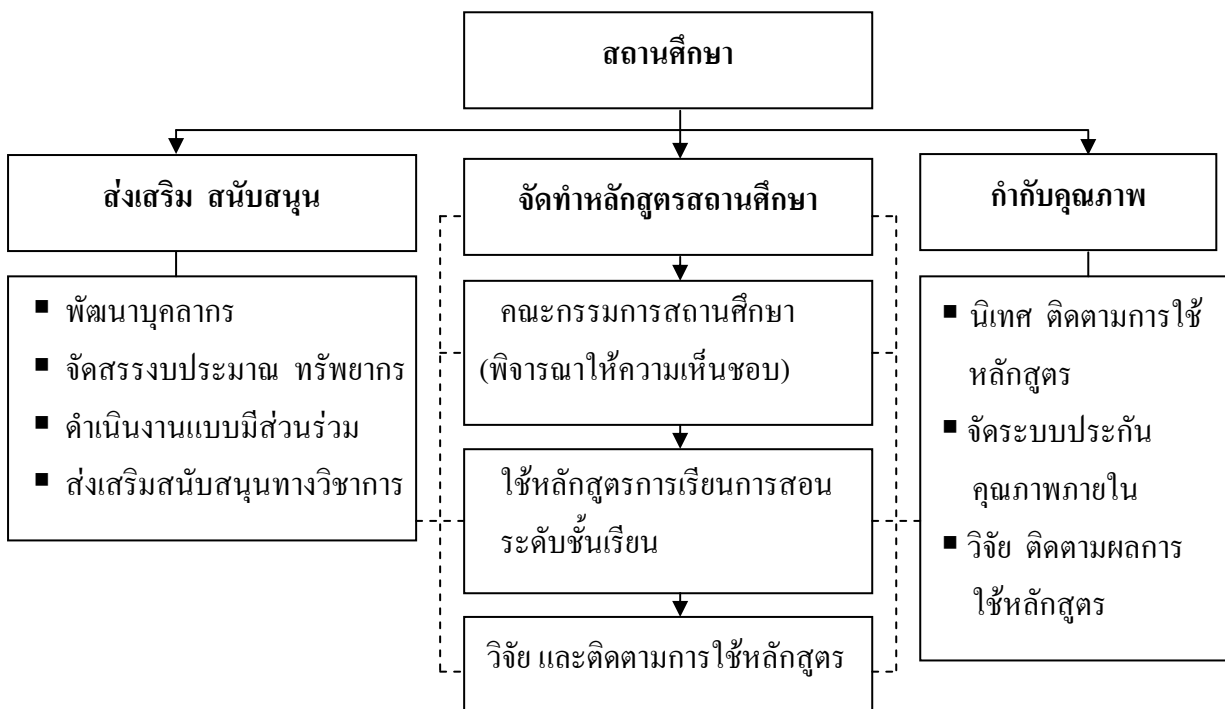 สถานศึกษา
ส่งเสริม สนับสนุน
■ พัฒนาบุคลากร
■ จัดสรรงบประมาณ ทรัพยากร
■ ดำเนินงานแบบมีส่วนร่วม
■ ส่งเสริมสนับสนุนทางวิชาการ
จัดทำหลักสูตรสถานศึกษา
คณะกรรมการสถานศึกษา
(พิจารณาให้ความเห็นชอบ)
ใช้หลักสูตรการเรียนการสอน
ระดับชั้นเรียน
วิจัย และติดตามการใช้หลักสูตร
กำกับคุณภาพ
■ นิเทศ ติดตามการใช้
หลักสูตร
■ จัดระบบประกัน
คุณภาพภายใน
■ วิจัย ติดตามผลการ
ใช้หลักสูตร